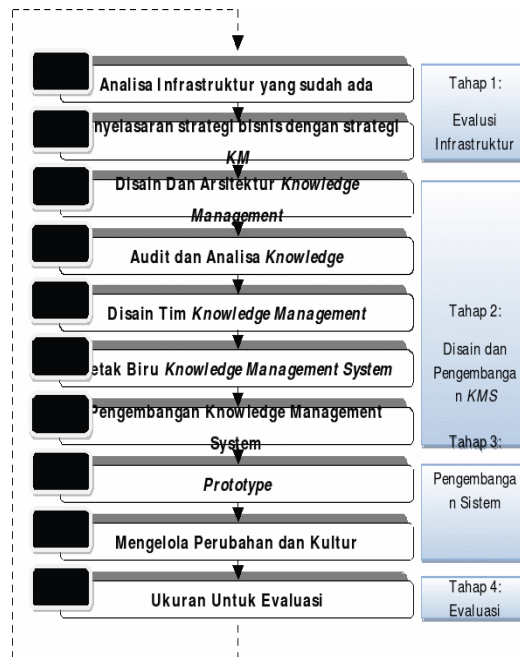 Analisa Infrastruktur yang sudah ada
nyelasaran strategi bisnis dengan strategi
KM
Disain Dan Arsitektur Knowledge
Management
Audit dan Analisa Knowledge
Disain Tim Knowledge Management
etak Biru Knowledge Management System
Pengembangan Knowledge Management
System
Prototype
Mengelola Perubahan dan Kultur
Ukuran Untuk Evaluasi
Tahap 1:
Evalusi
Infrastruktur
Tahap 2:
Disain dan
Pengembanga
n KMS
Tahap 3:
Pengembanga
n Sistem
Tahap 4:
Evaluasi